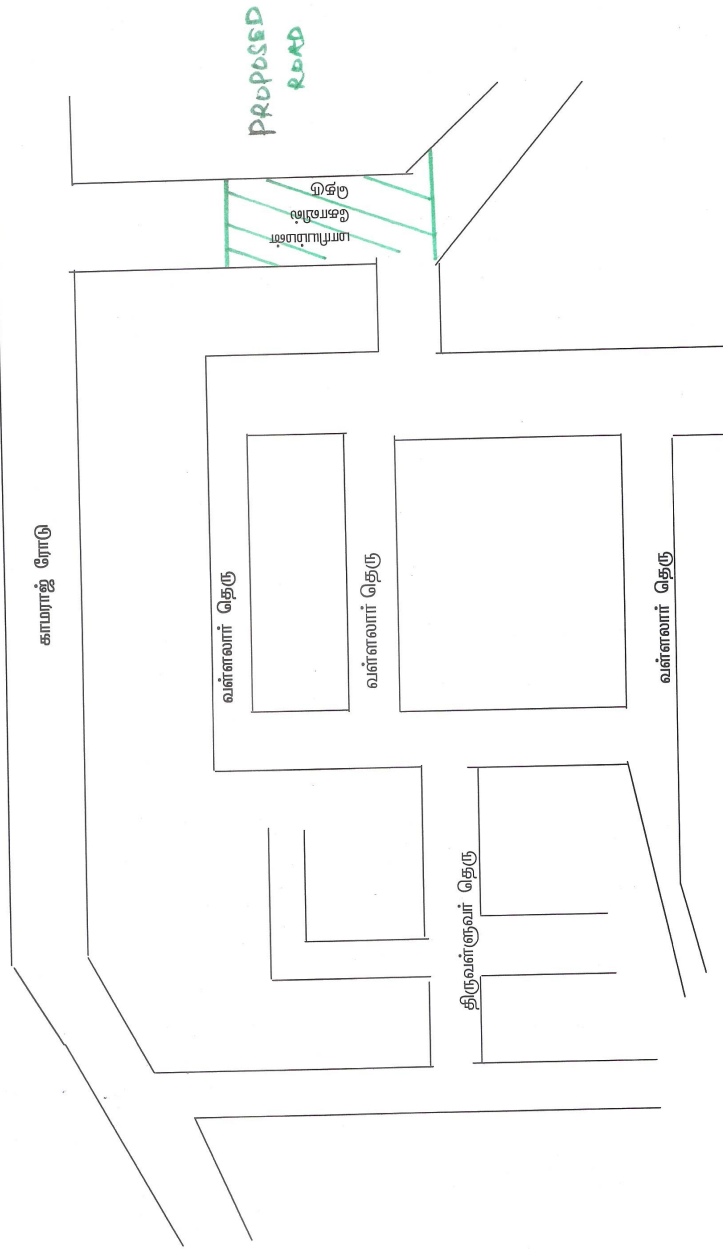 PROPOSED
ROAD
மாரியம்மன்
கோவில்
தெரு
காமராஜ் ரோடு
வள்ளலார் தெரு
வள்ளலார் தெரு
வள்ளலார் தெரு
திருவள்ளுவர் தெரு